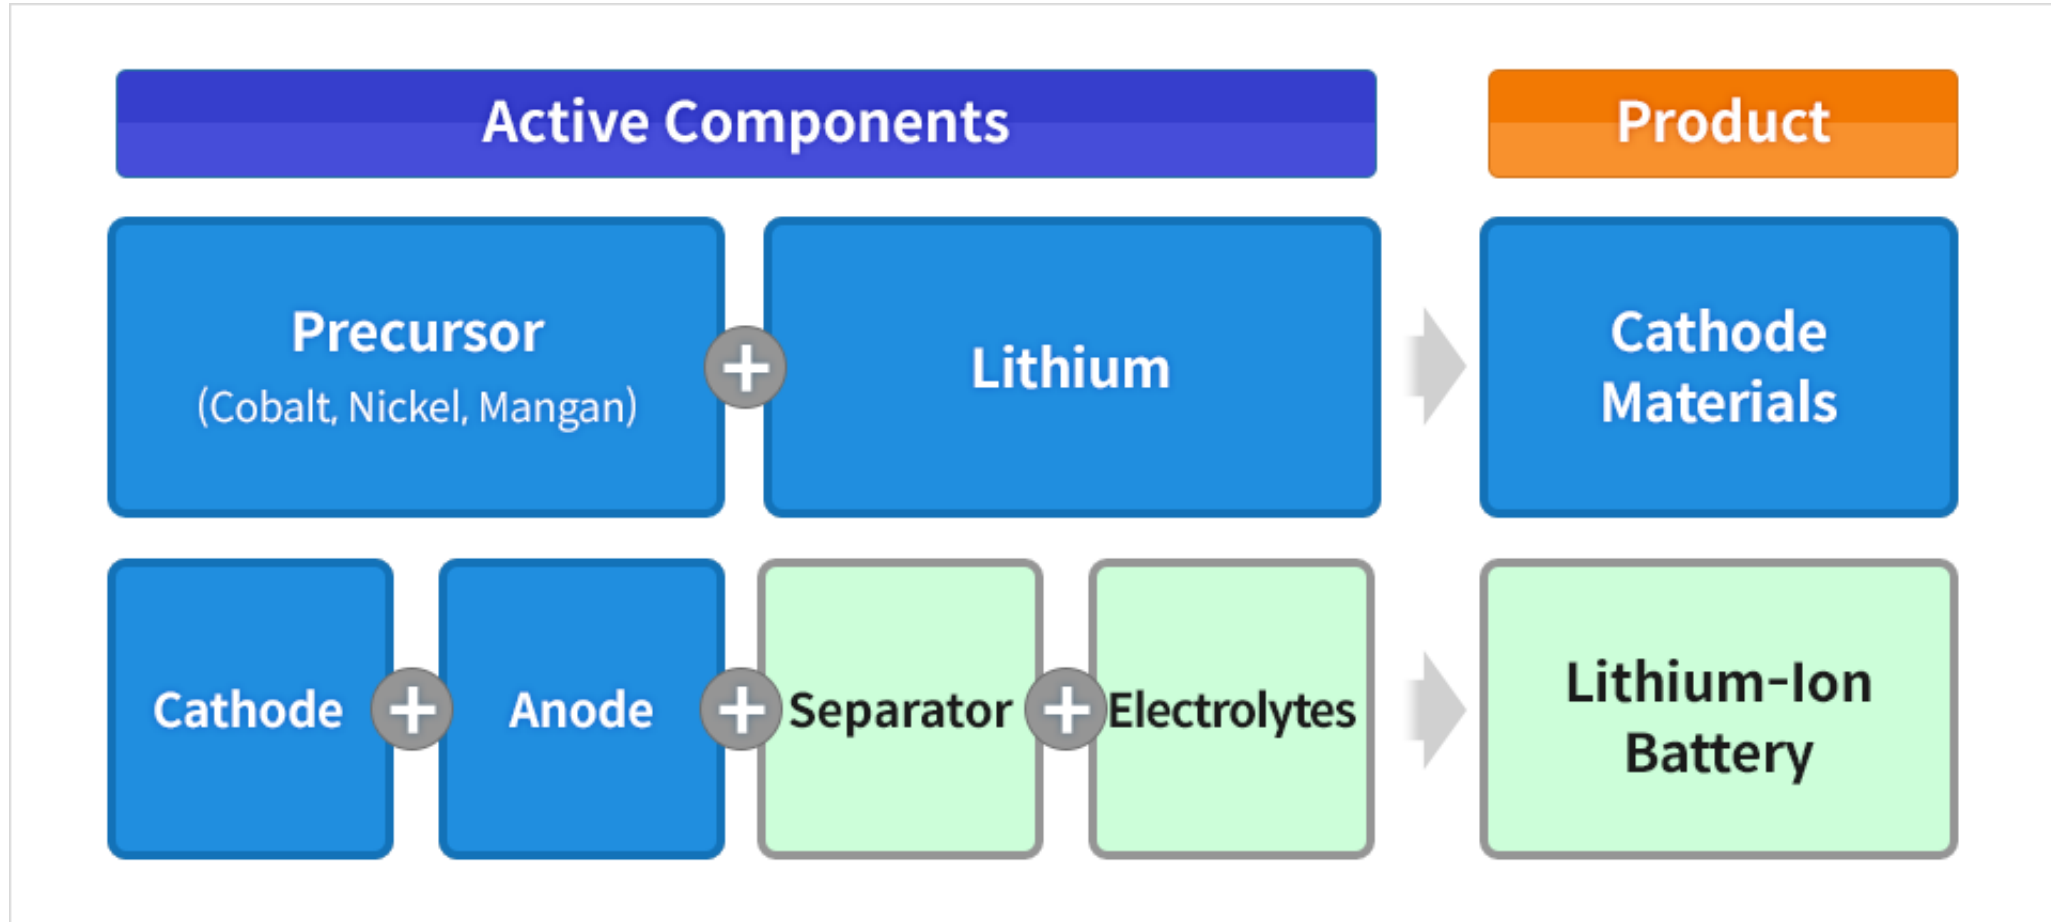 Active Components
Product
Precursor
(Cobalt, Nickel, Mangan)
+
Lithium
Cathode
Materials
Cathode
+
Anode
+
Separator
+
Electrolytes
Lithium-Ion
Battery